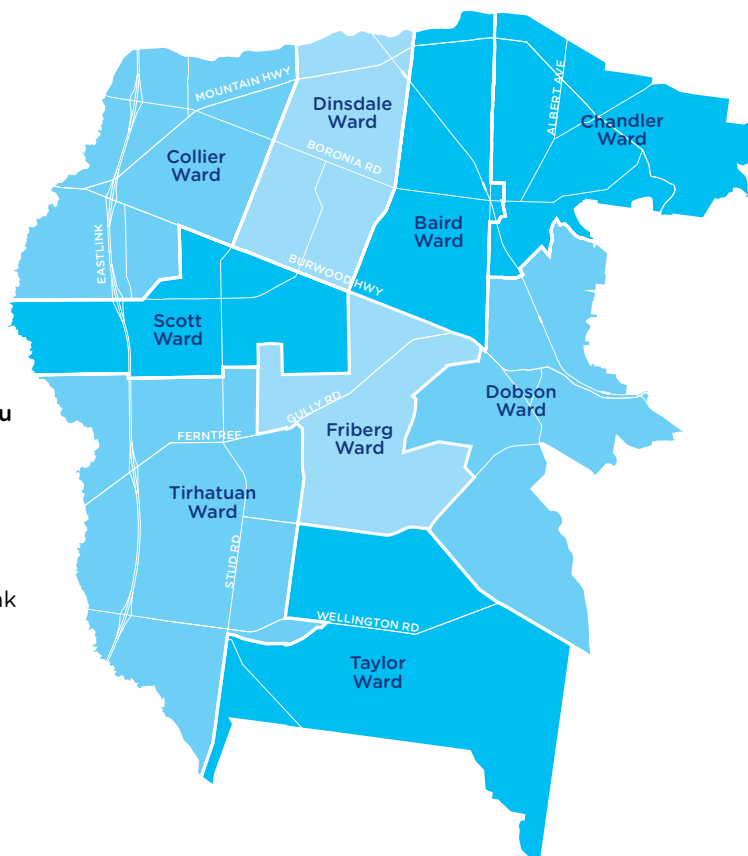 MOUNTAIN HWY
Dinsdale
Ward
ALBERT AVE
Chandler
Ward
Collier
Ward
BORONIA RD
Baird
Ward
EASTLINK
BURWOOD HWY
Scott
Ward
Dobson
Ward
u
GULLY RD
FERNTREE
Friberg
Ward
Tirhatuan
Ward
STUD RD
nk
WELLINGTON RD
Taylor
Ward